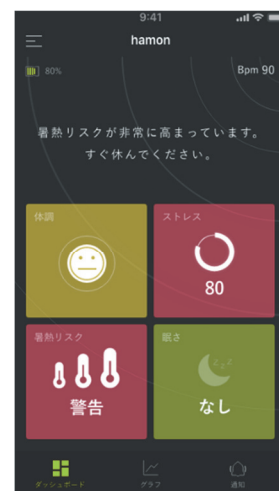 9:41
hamon
80%
Bpm 90
暑熱リスクが非常に高まっています。
すぐ休んでください。
体調
ストレス
80
暑熱リスク
警告
眠さ
zzz
なし
ダッシュボード
グラフ
通知